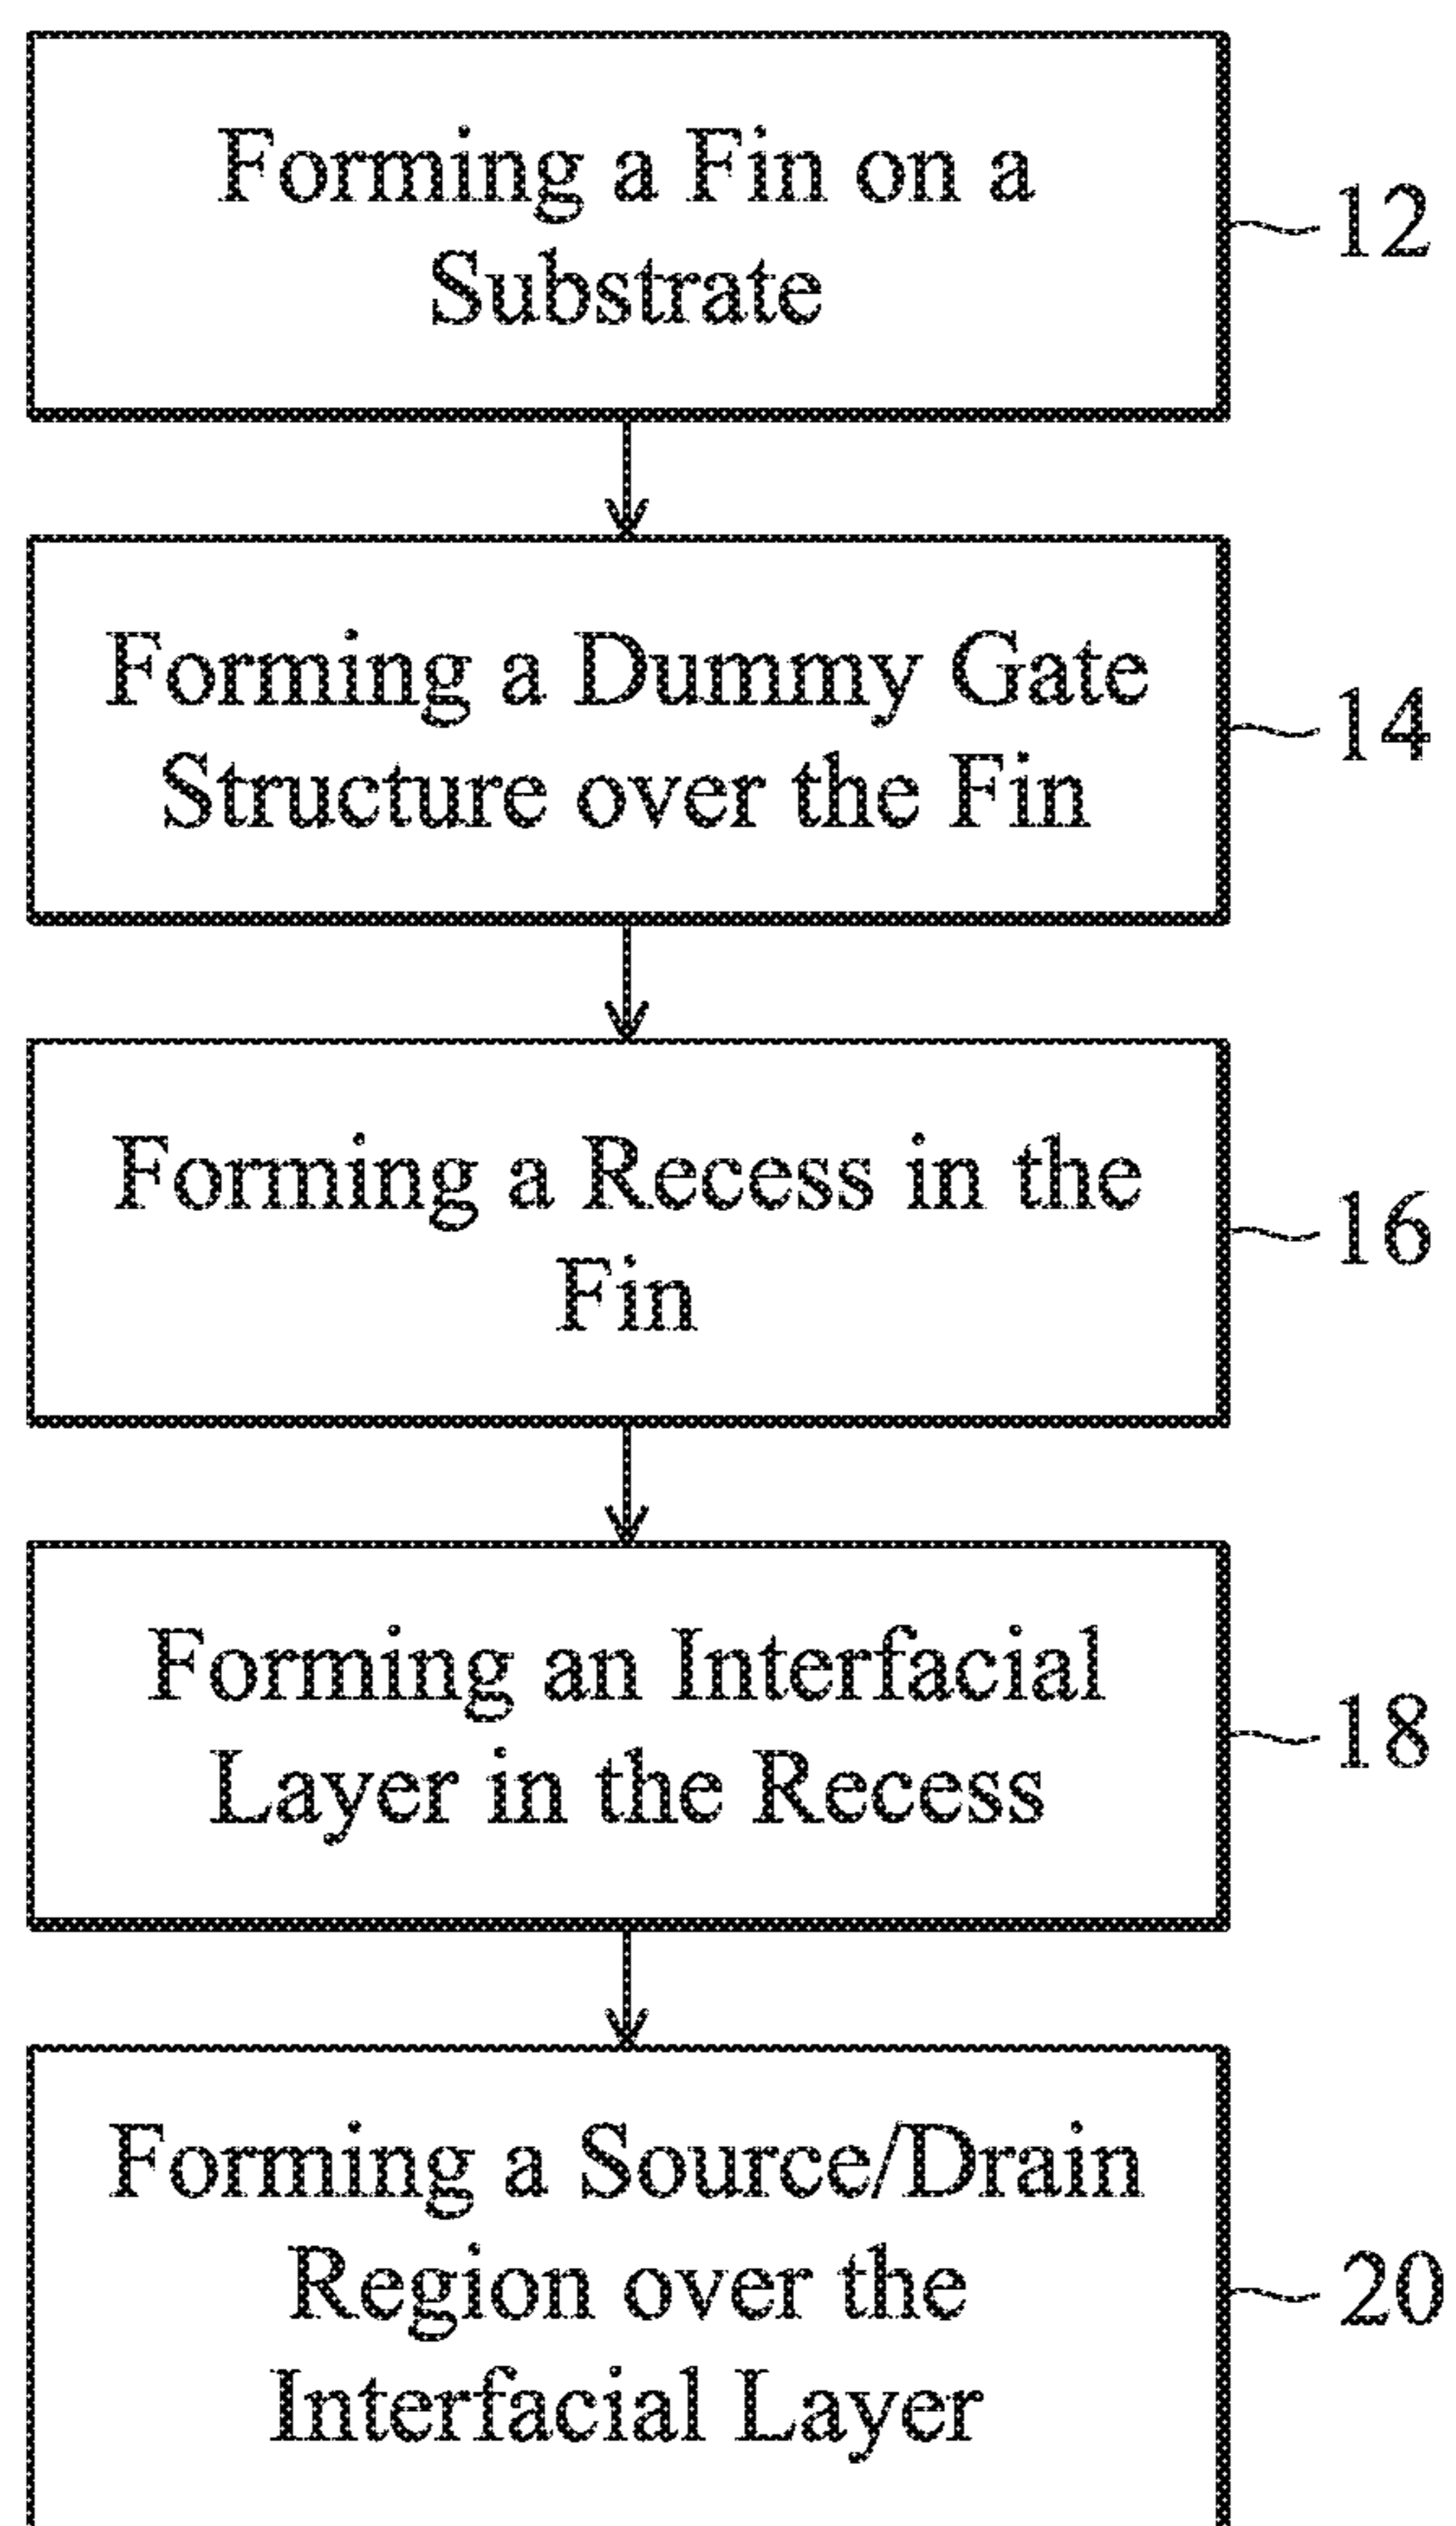 Forming a Fin on a
Substrate
12
Forming a Dummy Gate
Structure over the Fin
14
Forming a Recess in the
Fin
16
Forming an Interfacial
Layer in the Recess
18
Forming a Source/Drain
Region over the
Interfacial Layer
20